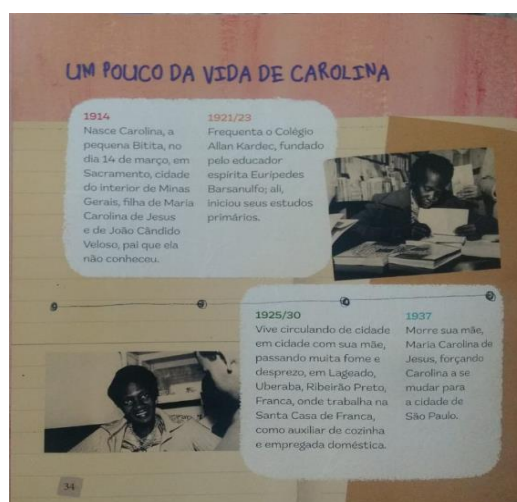 UM POUCO DA VIDA DE CAROLINA
1914
Nasce Carolina, a
pequena Bitita, no
dia 14 de março, em
Sacramento, cidade
do interior de Minas
Gerais, filha de Maria
Carolina de Jesus
e de João Cândido
Veloso, pai que ela
não conheceu.
1921/23
Frequenta o Colégio
Allan Kardec, fundado
pelo educador
espírita Eurípedes
Barsanulfo; ali,
iniciou seus estudos
primários.
1925/30
Vive circulando de cidade
em cidade com sua mãe,
passando muita fome e
desprezo, em Lageado,
Uberaba, Ribeirão Preto,
Franca, onde trabalha na
Santa Casa de Franca,
como auxiliar de cozinha
e empregada doméstica.
1937
Morre sua mãe,
Maria Carolina de
Jesus, forçando
Carolina a se
mudar para
a cidade de
São Paulo.
34